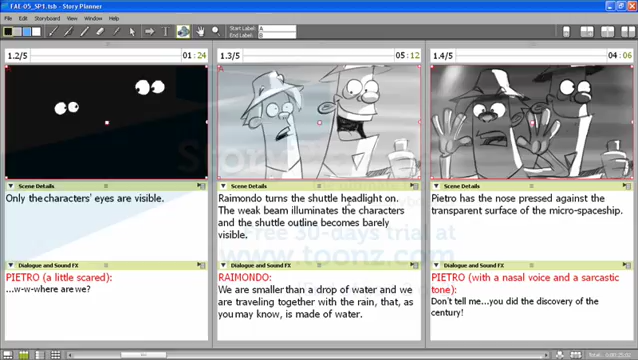 FAE-05_SP1.tsb - Story Planner
File Edit Storyboard View Window Help
Start Label: A
End Label: B
1.2/5 01:24
1.3/5 05:12
1.4/5 04:06
Scene Details
Only the characters' eyes are visible.
Dialogue and Sound FX
PIETRO (a little scared):
...w-w-where are we?
Scene Details
Raimondo turns the shuttle headlight on.
The weak beam illuminates the characters
and the shuttle outline becomes barely
visible.
Dialogue and Sound FX
RAIMONDO:
We are smaller than a drop of water and we
are traveling together with the rain, that, as
you may know, is made of water.
Scene Details
Pietro has the nose pressed against the
transparent surface of the micro-spaceship.
Dialogue and Sound FX
PIETRO (with a nasal voice and a sarcastic
tone):
Don't tell me...you did the discovery of the
century!
free 30-days trial at
www.toonz.com